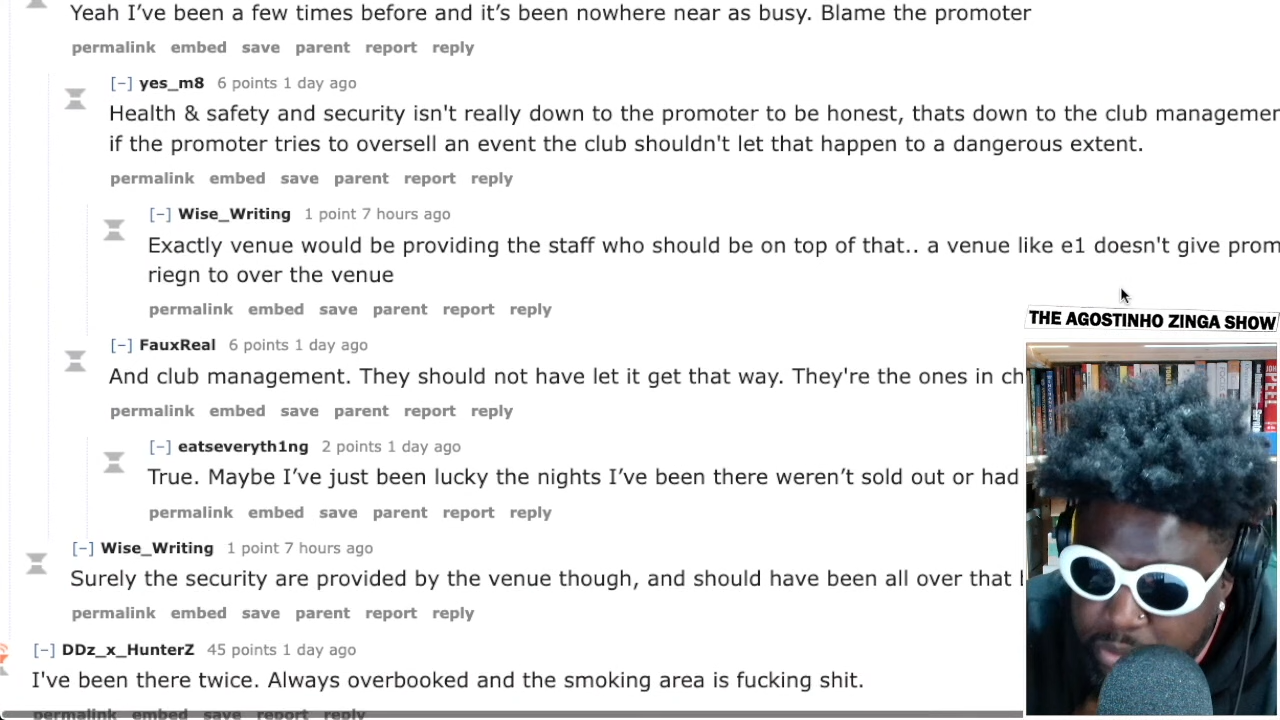 Yeah I’ve been a few times before and it’s been nowhere near as busy. Blame the promoter
permalink embed save parent report reply
[–] yes_m8 6 points 1 day ago
Health & safety and security isn't really down to the promoter to be honest, thats down to the club managemer
if the promoter tries to oversell an event the club shouldn't let that happen to a dangerous extent.
permalink embed save parent report reply
[–] Wise_Writing 1 point 7 hours ago
Exactly venue would be providing the staff who should be on top of that.. a venue like e1 doesn't give prom
riegn to over the venue
permalink embed save parent report reply
[–] FauxReal 6 points 1 day ago
And club management. They should not have let it get that way. They're the ones in ch
permalink embed save parent report reply
[–] eatseveryth1ng 2 points 1 day ago
True. Maybe I’ve just been lucky the nights I’ve been there weren’t sold out or had
permalink embed save parent report reply
[–] Wise_Writing 1 point 7 hours ago
Surely the security are provided by the venue though, and should have been all over that
permalink embed save parent report reply
[–] DDz_x_HunterZ 45 points 1 day ago
I've been there twice. Always overbooked and the smoking area is fucking shit.
permalink embed save report reply
THE AGOSTINHO ZINGA SHOW
PEEL